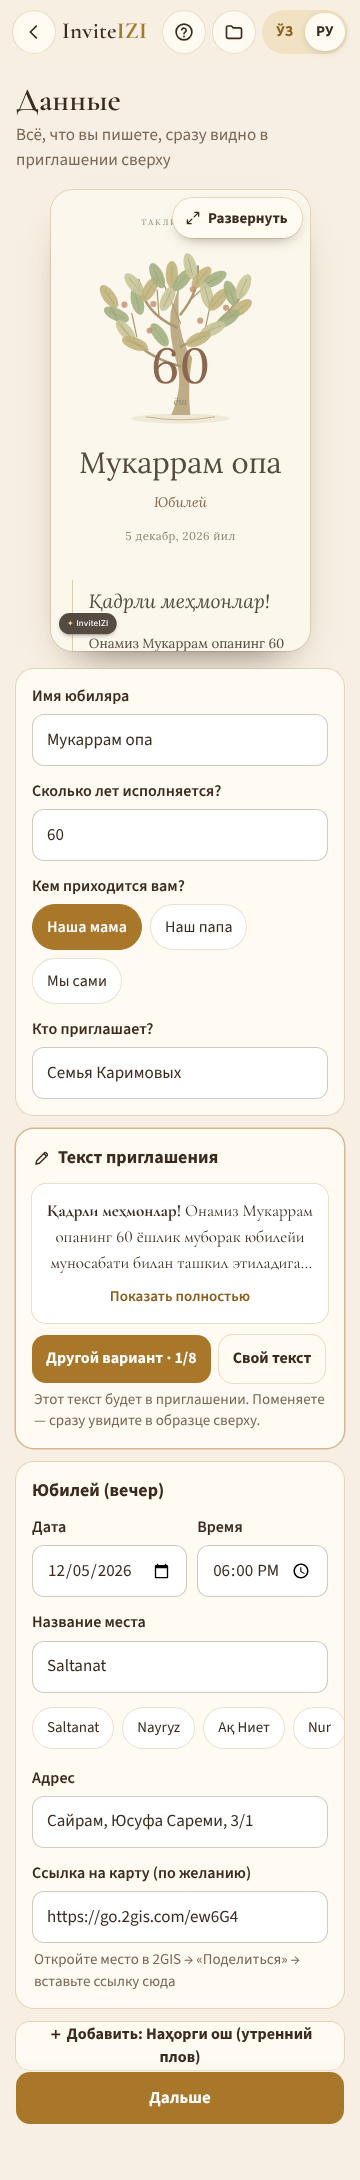 InviteIZI
ЎЗ
РУ
Данные
Всё, что вы пишете, сразу видно в
приглашении сверху
Развернуть
60
ёш
Мукаррам опа
Юбилей
5 декабр, 2026 йил
Қадрли меҳмонлар!
InviteIZI
Онамиз Мукаррам опанинг 60
Имя юбиляра
Мукаррам опа
Сколько лет исполняется?
60
Кем приходится вам?
Наша мама
Наш папа
Мы сами
Кто приглашает?
Семья Каримовых
Текст приглашения
Қадрли меҳмонлар! Онамиз Мукаррам
опанинг 60 ёшлик муборак юбилейи
муносабати билан ташкил этиладига...
Показать полностью
Другой вариант · 1/8
Свой текст
Этот текст будет в приглашении. Поменяете
— сразу увидите в образце сверху.
Юбилей (вечер)
Дата
Время
12/05/2026
06:00 PM
Название места
Saltanat
Saltanat
Nayryz
Ақ Ниет
Nur
Адрес
Сайрам, Юсуфа Сареми, 3/1
Ссылка на карту (по желанию)
https://go.2gis.com/ew6G4
Откройте место в 2GIS → «Поделиться» →
вставьте ссылку сюда
+ Добавить: Наҳорги ош (утренний
плов)
Дальше